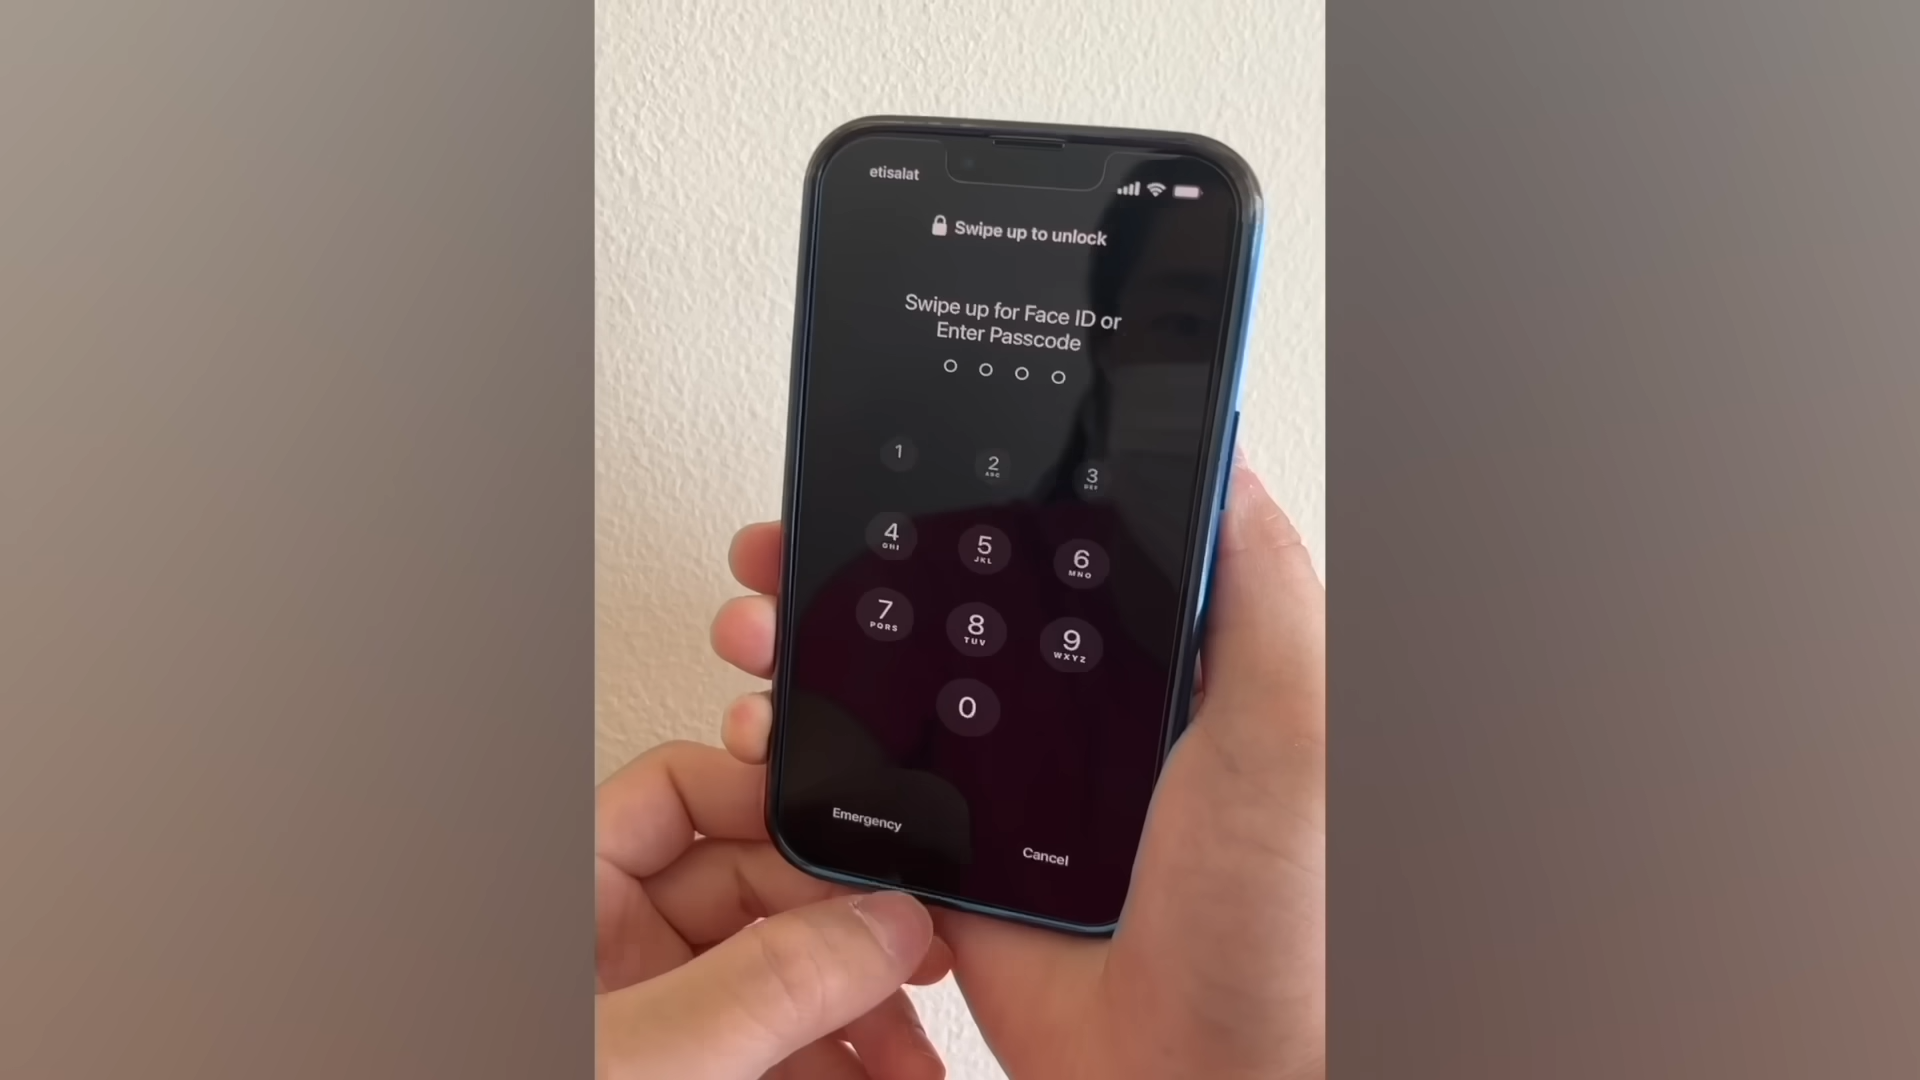 etisalat
Swipe up to unlock
Swipe up for Face ID or
Enter Passcode
1
2
ABC
3
DEF
4
GHI
5
JKL
6
MNO
7
PQRS
8
TUV
9
WXYZ
0
Emergency
Cancel